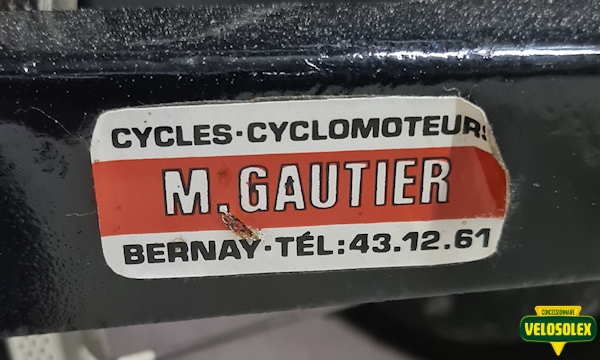 CYCLES·CYCLOMOTEURS
M.GAUTIER
BERNAY·TÉL:43.12.61
CONCESSIONNAIRE
VELOSOLEX